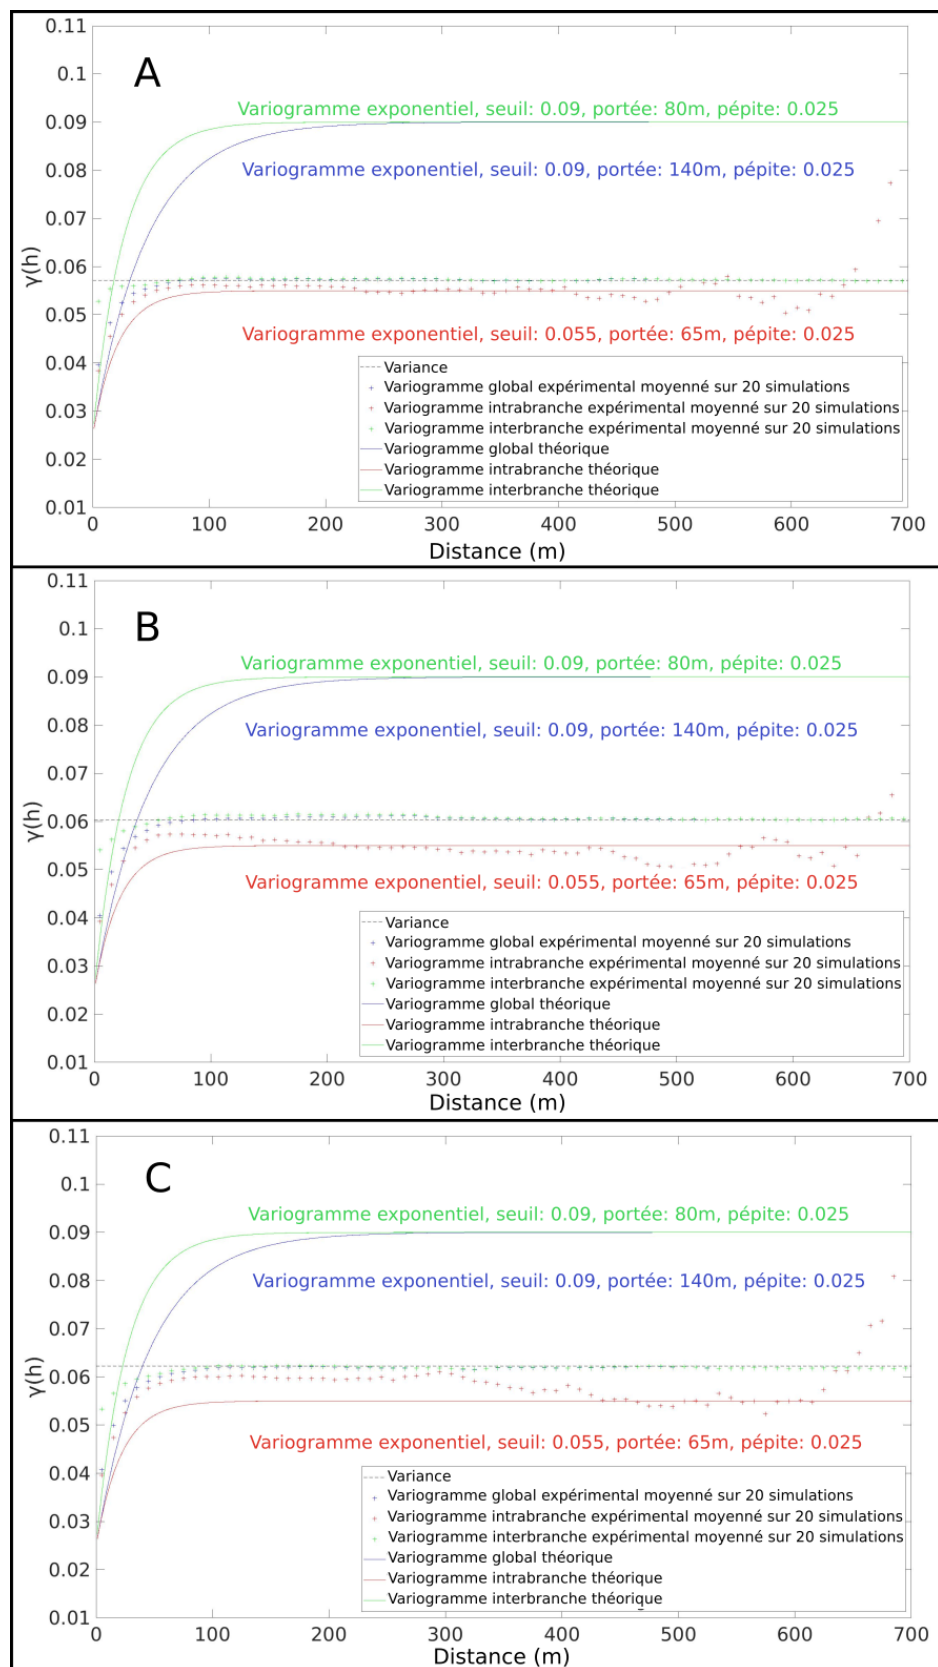 0.11
A
0.1
Variogramme exponentiel, seuil: 0.09, portée: 80m, pépite: 0.025
0.09
Variogramme exponentiel, seuil: 0.09, portée: 140m, pépite: 0.025
0.08
0.07
γ(h)
0.06
0.05
Variogramme exponentiel, seuil: 0.055, portée: 65m, pépite: 0.025
0.04
0.03
0.02
0.01
Variance
Variogramme global expérimental moyenné sur 20 simulations
Variogramme intrabranche expérimental moyenné sur 20 simulations
Variogramme interbranche expérimental moyenné sur 20 simulations
Variogramme global théorique
Variogramme intrabranche théorique
Variogramme interbranche théorique
0 100 200 300 400 500 600 700
Distance (m)
0.11
B
0.1
Variogramme exponentiel, seuil: 0.09, portée: 80m, pépite: 0.025
0.09
Variogramme exponentiel, seuil: 0.09, portée: 140m, pépite: 0.025
0.08
0.07
γ(h)
0.06
0.05
Variogramme exponentiel, seuil: 0.055, portée: 65m, pépite: 0.025
0.04
0.03
0.02
0.01
Variance
Variogramme global expérimental moyenné sur 20 simulations
Variogramme intrabranche expérimental moyenné sur 20 simulations
Variogramme interbranche expérimental moyenné sur 20 simulations
Variogramme global théorique
Variogramme intrabranche théorique
Variogramme interbranche théorique
0 100 200 300 400 500 600 700
Distance (m)
0.11
C
0.1
Variogramme exponentiel, seuil: 0.09, portée: 80m, pépite: 0.025
0.09
Variogramme exponentiel, seuil: 0.09, portée: 140m, pépite: 0.025
0.08
0.07
γ(h)
0.06
0.05
Variogramme exponentiel, seuil: 0.055, portée: 65m, pépite: 0.025
0.04
0.03
0.02
0.01
Variance
Variogramme global expérimental moyenné sur 20 simulations
Variogramme intrabranche expérimental moyenné sur 20 simulations
Variogramme interbranche expérimental moyenné sur 20 simulations
Variogramme global théorique
Variogramme intrabranche théorique
Variogramme interbranche théorique
0 100 200 300 400 500 600 700
Distance (m)